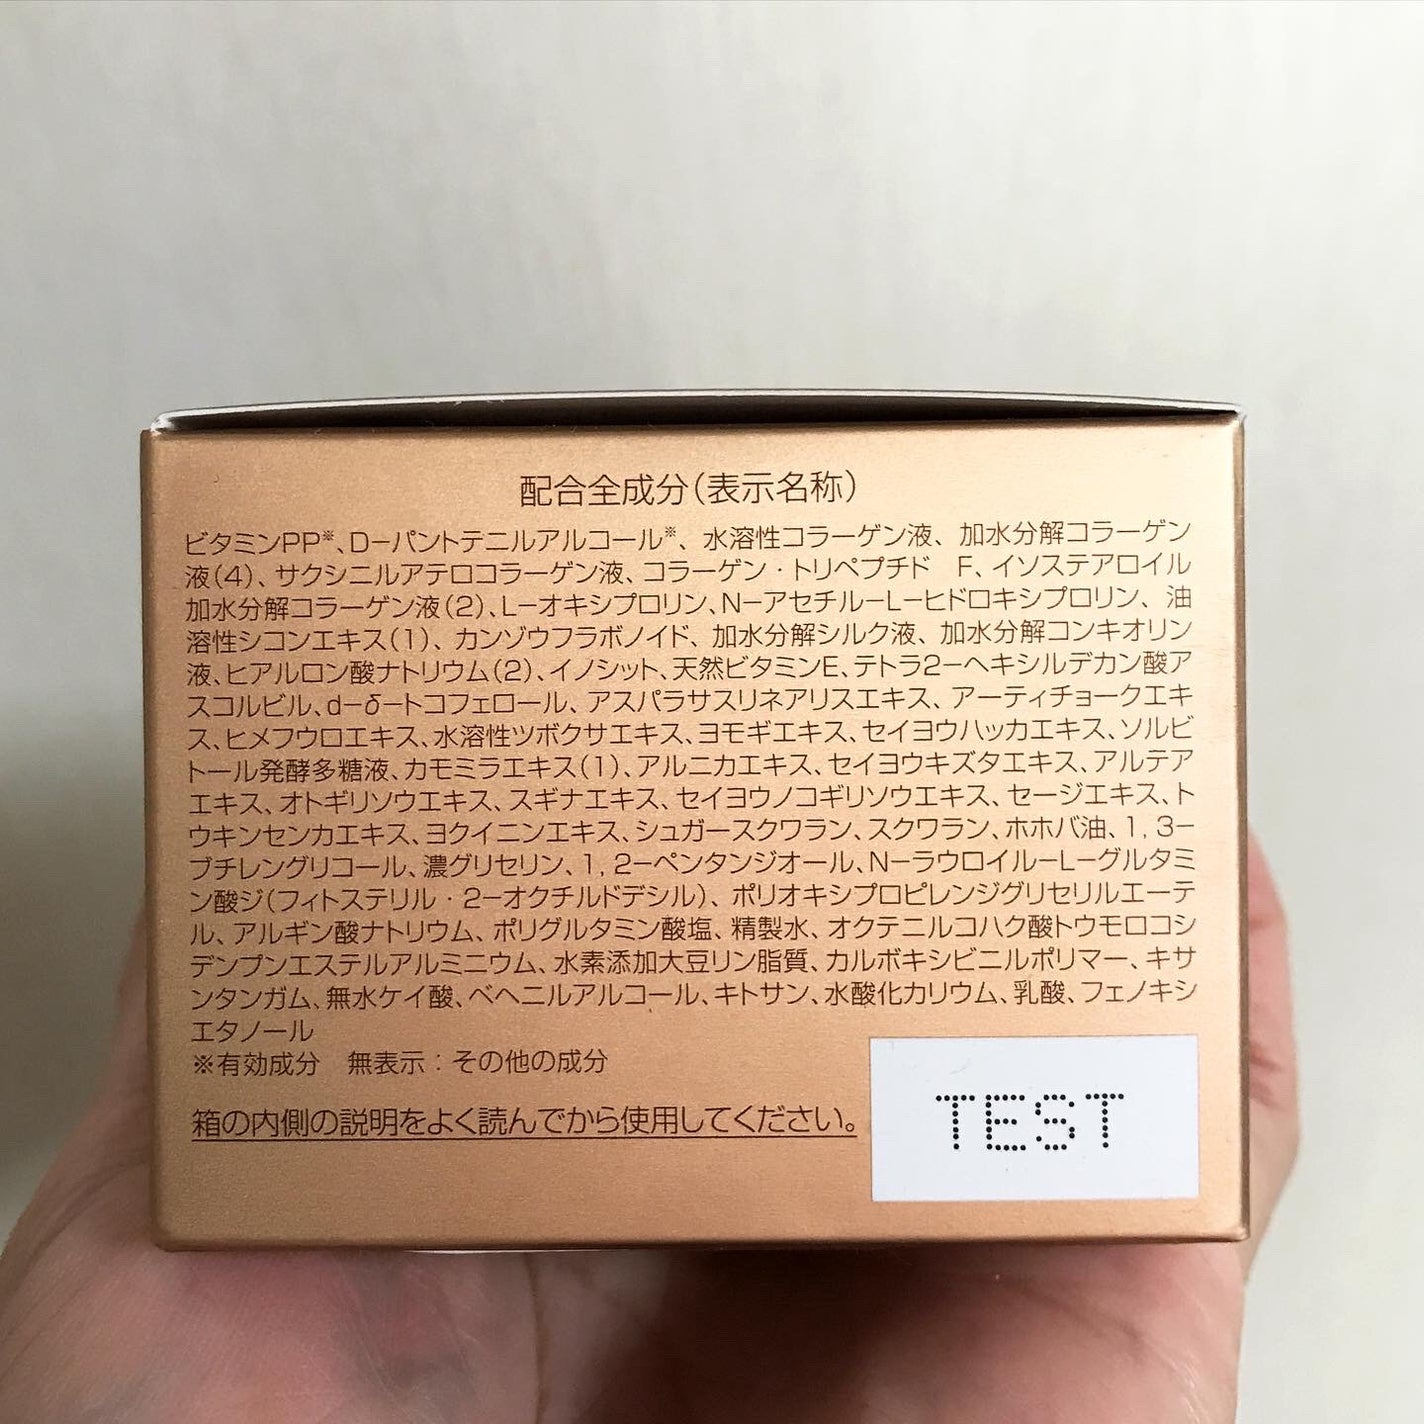 配合全成分(表示名称)
ビタミンPP※、D-パントテニルアルコール※、水溶性コラーゲン液、加水分解コラーゲン
液(4)、サクシニルアテロコラーゲン液、コラーゲン・トリペプチド　F、イソステアロイル
加水分解コラーゲン液(2)、L-オキシプロリン、N-アセチル-L-ヒドロキシプロリン、油
溶性シコンエキス(1)、カンゾウフラボノイド、加水分解シルク液、加水分解コンキオリン
液、ヒアルロン酸ナトリウム(2)、イノシット、天然ビタミンE、テトラ2-ヘキシルデカン酸ア
スコルビル、d-δ-トコフェロール、アスパラサスリネアリスエキス、アーティチョークエキ
ス、ヒメフウロエキス、水溶性ツボクサエキス、ヨモギエキス、セイヨウハッカエキス、ソルビ
トール発酵多糖液、カモミラエキス(1)、アルニカエキス、セイヨウキズタエキス、アルテア
エキス、オトギリソウエキス、スギナエキス、セイヨウノコギリソウエキス、セージエキス、ト
ウキンセンカエキス、ヨクイニンエキス、シュガースクワラン、スクワラン、ホホバ油、1,3-
ブチレングリコール、濃グリセリン、1,2-ペンタンジオール、N-ラウロイル-L-グルタミ
ン酸ジ(フィトステリル・2-オクチルドデシル)、ポリオキシプロピレンジグリセリルエーテ
ル、アルギン酸ナトリウム、ポリグルタミン酸塩、精製水、オクテニルコハク酸トウモロコシ
デンプンエステルアルミニウム、水素添加大豆リン脂質、カルボキシビニルポリマー、キサ
ンタンガム、無水ケイ酸、ベヘニルアルコール、キトサン、水酸化カリウム、乳酸、フェノキシ
エタノール
※有効成分　無表示：その他の成分
箱の内側の説明をよく読んでから使用してください。
TEST